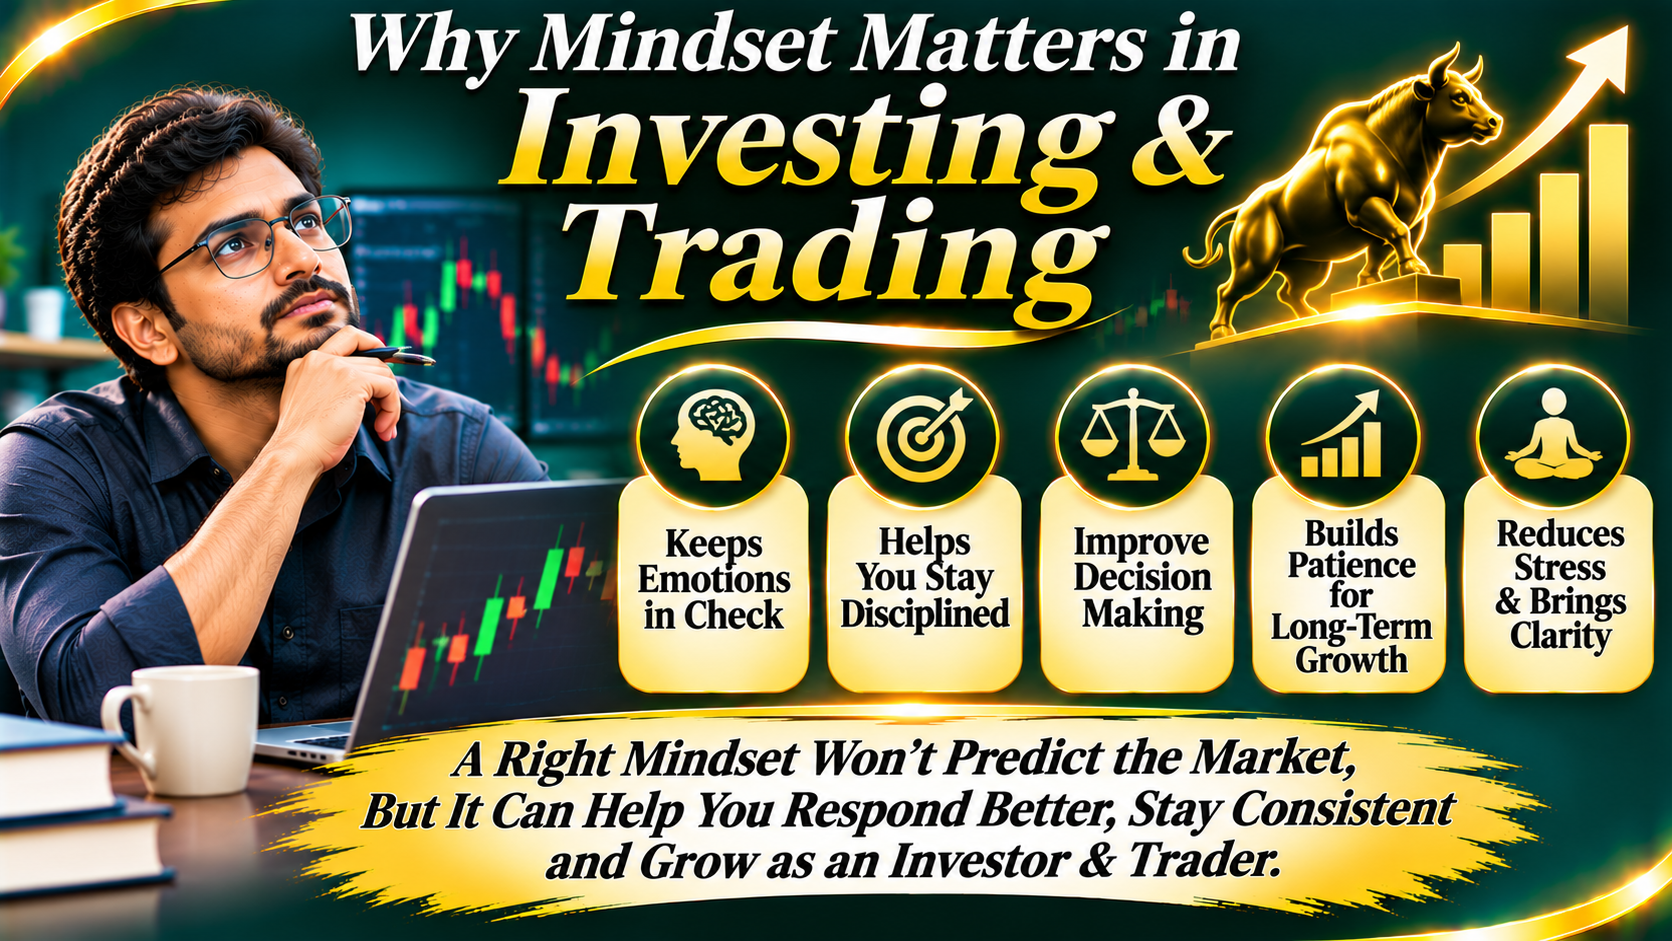 Why Mindset Matters in
Investing &
Trading
Keeps
Emotions
in Check
Helps
You Stay
Disciplined
Improve
Decision
Making
Builds
Patience
for
Long-Term
Growth
Reduces
Stress
& Brings
Clarity
A Right Mindset Won't Predict the Market,
But It Can Help You Respond Better, Stay Consistent
and Grow as an Investor & Trader.